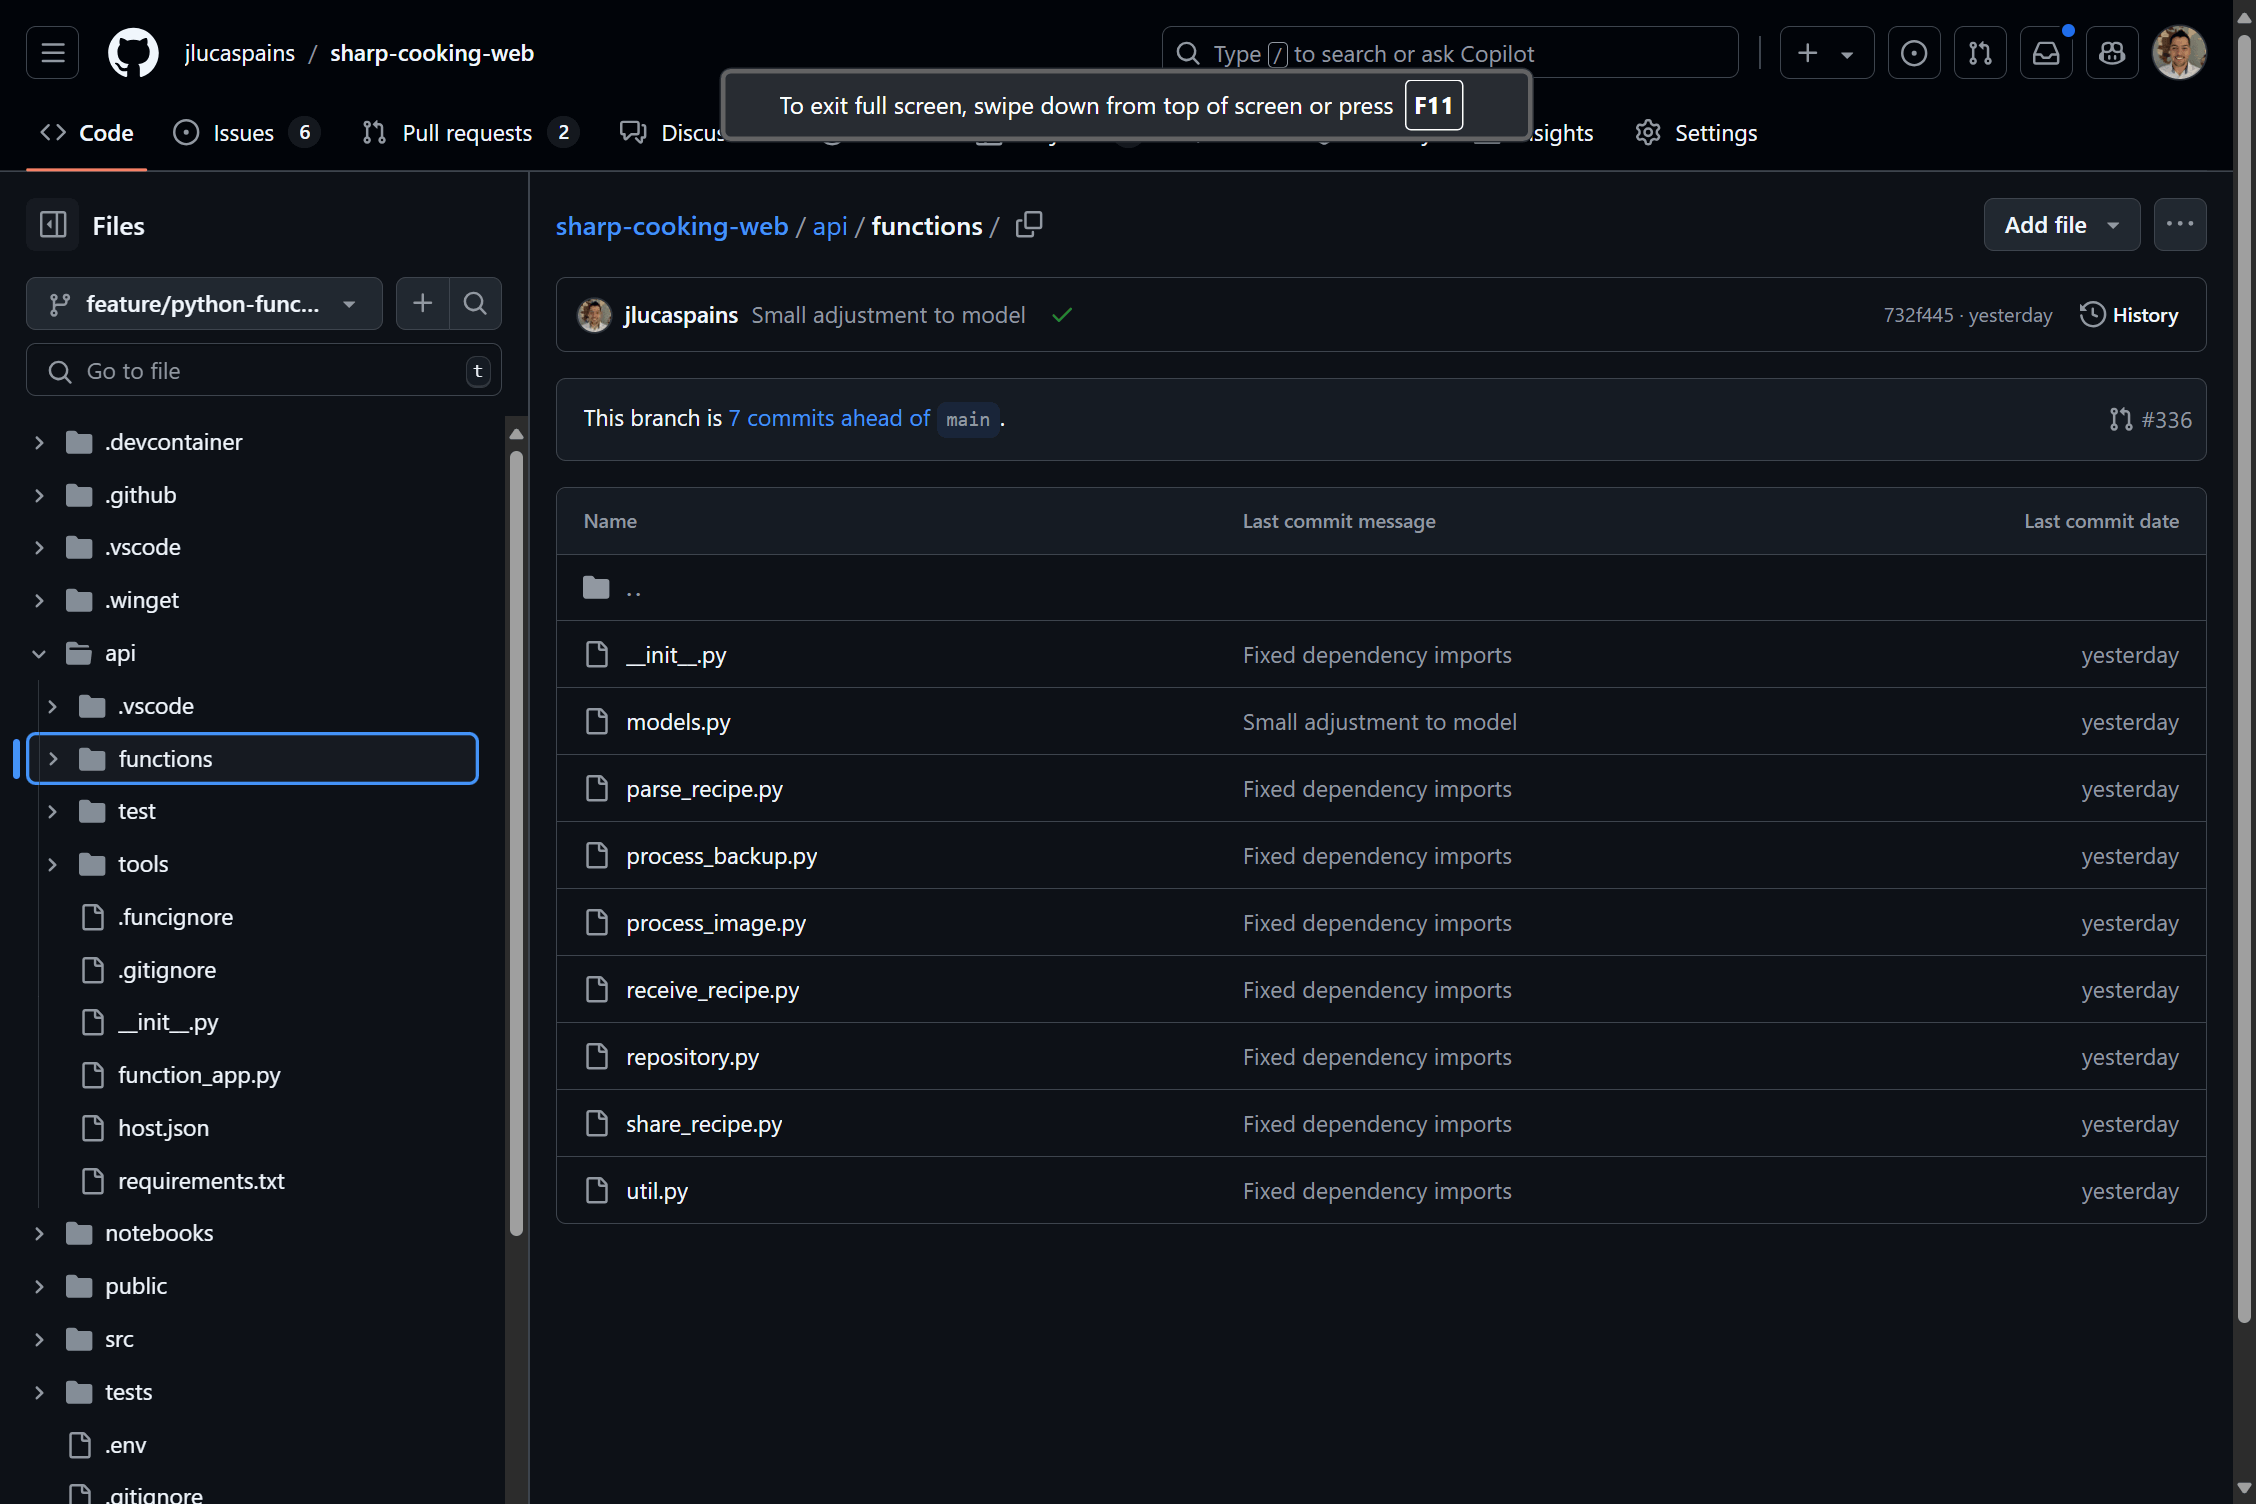 jlucaspains / sharp-cooking-web
Type / to search or ask Copilot
To exit full screen, swipe down from top of screen or press F11
Code
Issues 6
Pull requests 2
Settings
Files
feature/python-func...
Go to file
t
.devcontainer
.github
.vscode
.winget
api
.vscode
functions
test
tools
.funcignore
.gitignore
__init__.py
function_app.py
host.json
requirements.txt
notebooks
public
src
tests
.env
.gitignore
sharp-cooking-web / api / functions /
Add file
jlucaspains Small adjustment to model
732f445 · yesterday
History
This branch is 7 commits ahead of main .
#336
Name Last commit message Last commit date
..
__init__.py Fixed dependency imports yesterday
models.py Small adjustment to model yesterday
parse_recipe.py Fixed dependency imports yesterday
process_backup.py Fixed dependency imports yesterday
process_image.py Fixed dependency imports yesterday
receive_recipe.py Fixed dependency imports yesterday
repository.py Fixed dependency imports yesterday
share_recipe.py Fixed dependency imports yesterday
util.py Fixed dependency imports yesterday